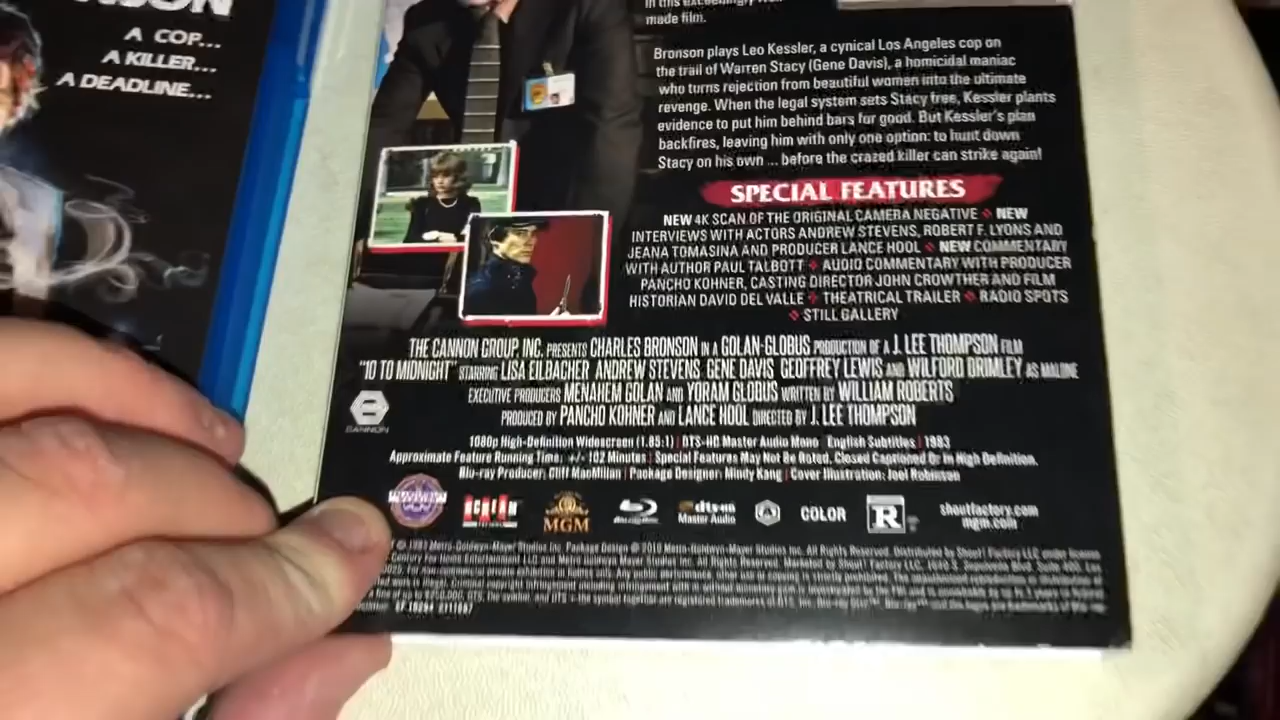 A COP...
A KILLER...
A DEADLINE...
made film.
Bronson plays Leo Kessler, a cynical Los Angeles cop on
the trail of Warren Stacy (Gene Davis), a homicidal maniac
who turns rejection from beautiful women into the ultimate
revenge. When the legal system sets Stacy free, Kessler plants
evidence to put him behind bars for good. But Kessler's plan
backfires, leaving him with only one option: to hunt down
Stacy on his own ... before the crazed killer can strike again!
SPECIAL FEATURES
NEW 4K SCAN OF THE ORIGINAL CAMERA NEGATIVE NEW
INTERVIEWS WITH ACTORS ANDREW STEVENS, ROBERT F. LYONS AND
JEANA TOMASINA AND PRODUCER LANCE HOOL NEW COMMENTARY
WITH AUTHOR PAUL TALBOTT AUDIO COMMENTARY WITH PRODUCER
PANCHO KOHNER, CASTING DIRECTOR JOHN CROWTHER AND FILM
HISTORIAN DAVID DEL VALLE THEATRICAL TRAILER RADIO SPOTS
STILL GALLERY
THE CANNON GROUP, INC. PRESENTS CHARLES BRONSON IN A GOLAN-GLOBUS PRODUCTION OF A J. LEE THOMPSON FILM
"10 TO MIDNIGHT" STARRING LISA EILBACHER ANDREW STEVENS GENE DAVIS GEOFFREY LEWIS AND WILFORD BRIMLEY AS MALONE
EXECUTIVE PRODUCERS MENAHEM GOLAN AND YORAM GLOBUS WRITTEN BY WILLIAM ROBERTS
PRODUCED BY PANCHO KOHNER AND LANCE HOOL DIRECTED BY J. LEE THOMPSON
CANNON
1080p High-Definition Widescreen (1.85:1) | DTS-HD Master Audio Mono English Subtitles | 1983
Approximate Feature Running Time: +/- 102 Minutes | Special Features May Not Be Rated, Closed Captioned Or In High Definition.
Blu-ray Producer: Cliff MacMillan | Package Designer: Mindy Kang | Cover Illustration: Joel Robinson
SCREAM
MGM
Blu-ray Disc
dts-HD
Master Audio
A
COLOR
R
shoutfactory.com
mgm.com